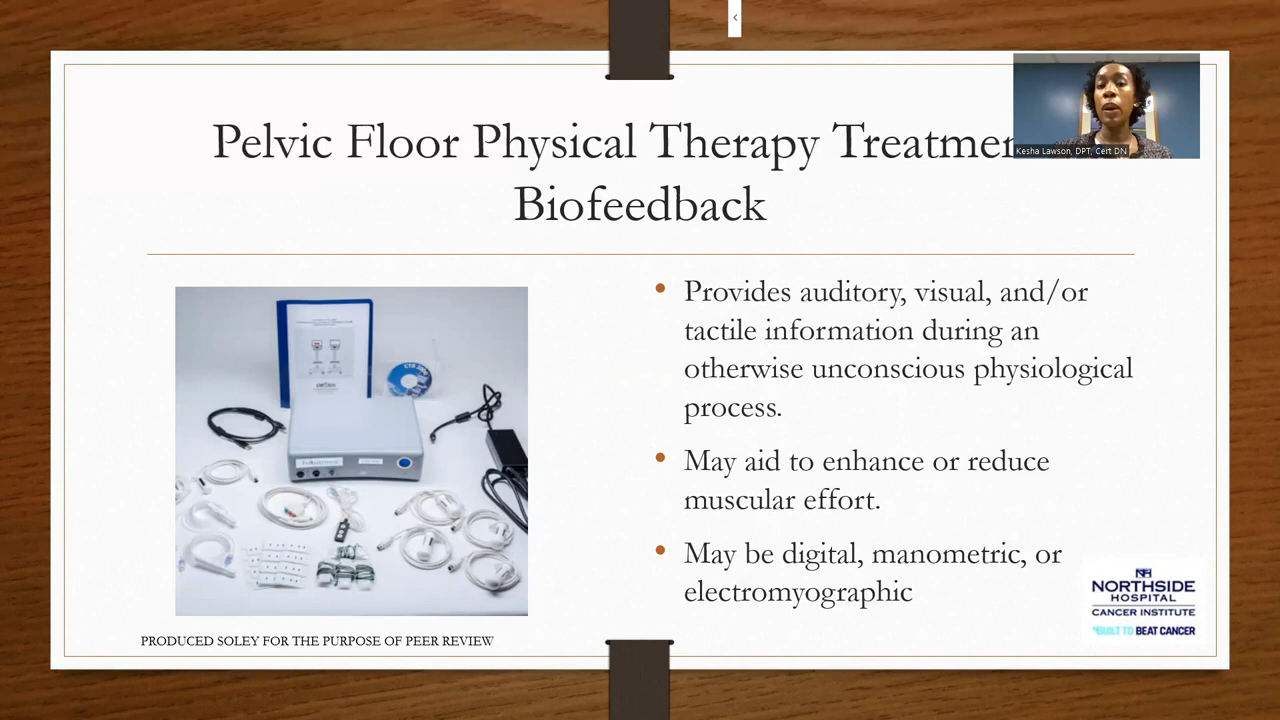 Pelvic Floor Physical Therapy Treatmen
Biofeedback
Kesha Lawson, DPT, Cert DN
• Provides auditory, visual, and/or
tactile information during an
otherwise unconscious physiological
process.
• May aid to enhance or reduce
muscular effort.
• May be digital, manometric, or
electromyographic
NORTHSIDE
HOSPITAL
CANCER INSTITUTE
BUILT TO BEAT CANCER
PRODUCED SOLEY FOR THE PURPOSE OF PEER REVIEW